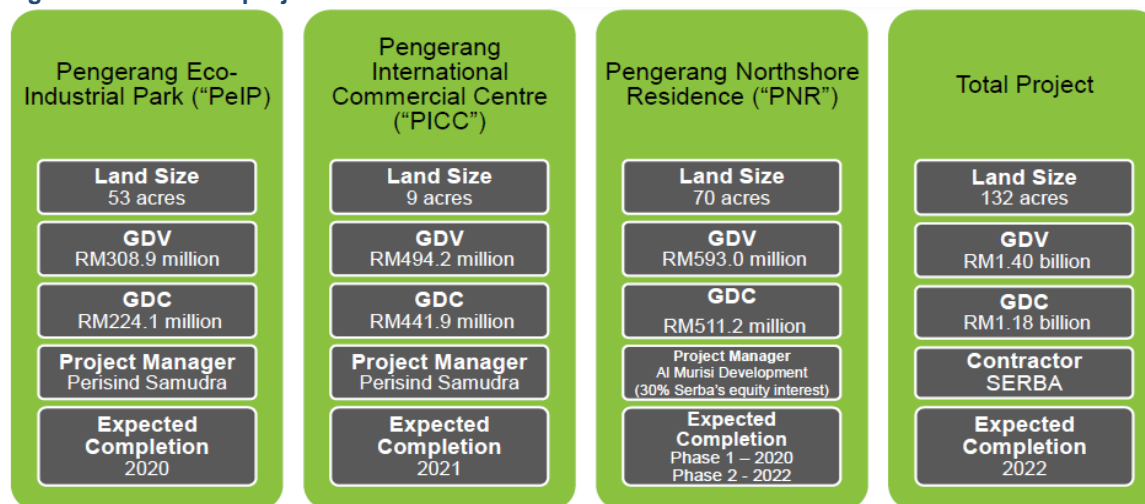 Pengerang Eco-
Industrial Park (“PeIP)
Land Size
53 acres
GDV
RM308.9 million
GDC
RM224.1 million
Project Manager
Perisind Samudra
Expected
Completion
2020
Pengerang
International
Commercial Centre
(“PICC”)
Land Size
9 acres
GDV
RM494.2 million
GDC
RM441.9 million
Project Manager
Perisind Samudra
Expected
Completion
2021
Pengerang Northshore
Residence (“PNR”)
Land Size
70 acres
GDV
RM593.0 million
GDC
RM511.2 million
Project Manager
Al Murisi Development
(30% Serba's equity interest)
Expected
Completion
Phase 1 – 2020
Phase 2 - 2022
Total Project
Land Size
132 acres
GDV
RM1.40 billion
GDC
RM1.18 billion
Contractor
SERBA
Expected
Completion
2022